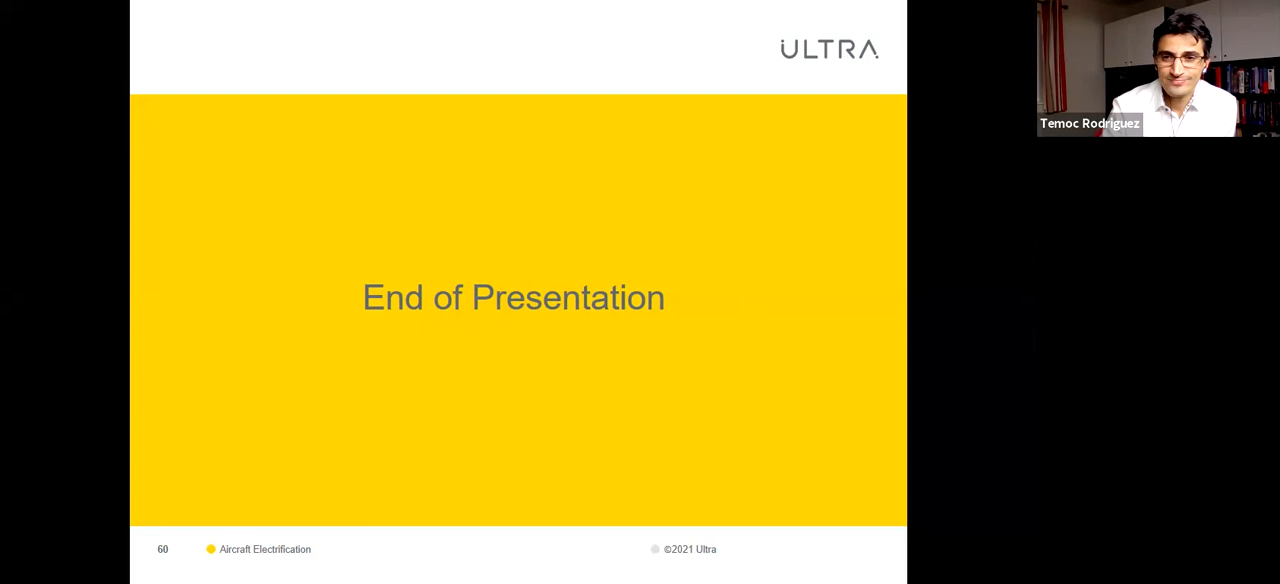 ULTRA
Temoc Rodriguez
End of Presentation
60 Aircraft Electrification ©2021 Ultra